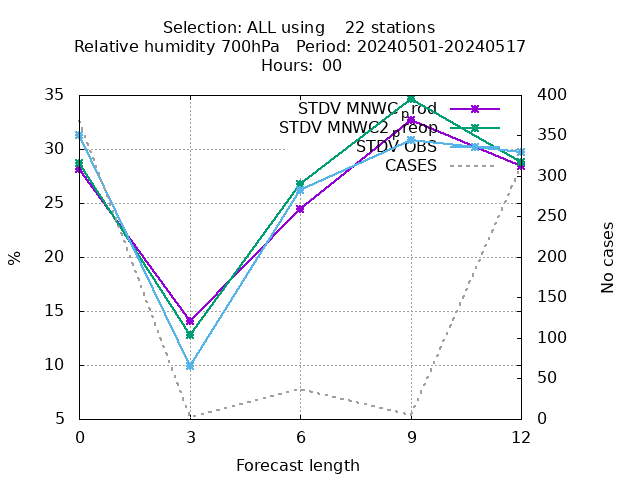 Selection: ALL using    22 stations
Relative humidity 700hPa   Period: 20240501-20240517
Hours: 00
35 400
STDV MNWC_prod
STDV MNWC2_preop
30 350
STDV OBS
CASES
300
25 250
20 200
%
No cases
15 150
100
10
50
5 0
0 3 6 9 12
Forecast length